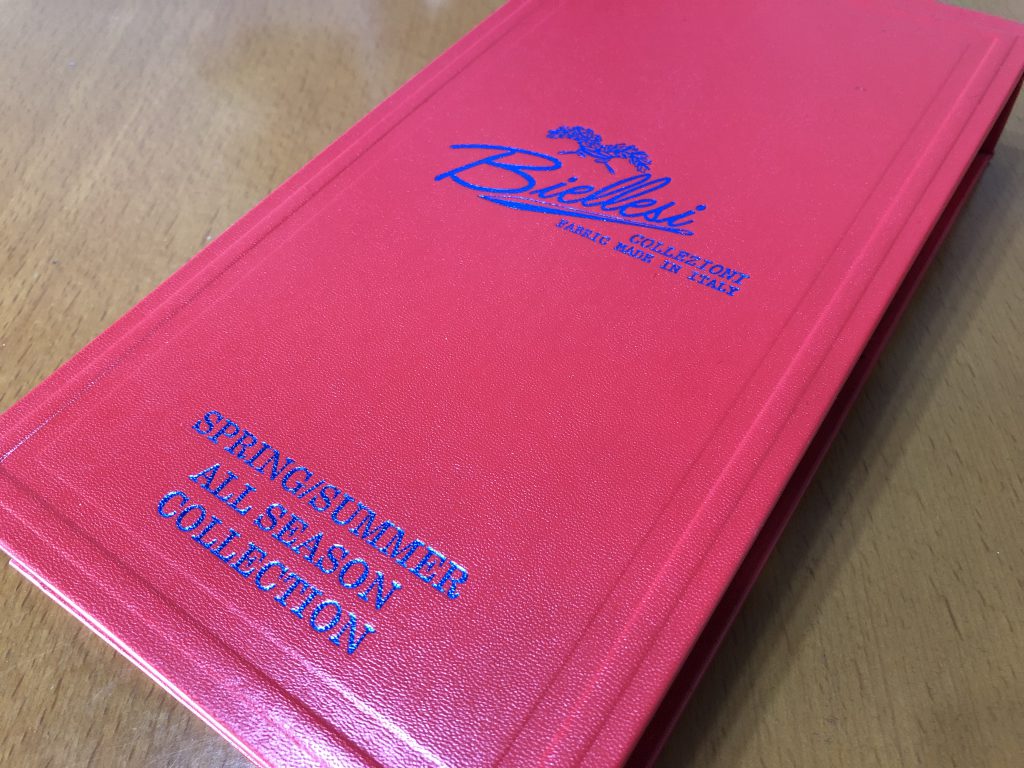 Biellesi
COLLEZIONI
FABRIC MADE IN ITALY
SPRING/SUMMER
ALL SEASON
COLLECTION